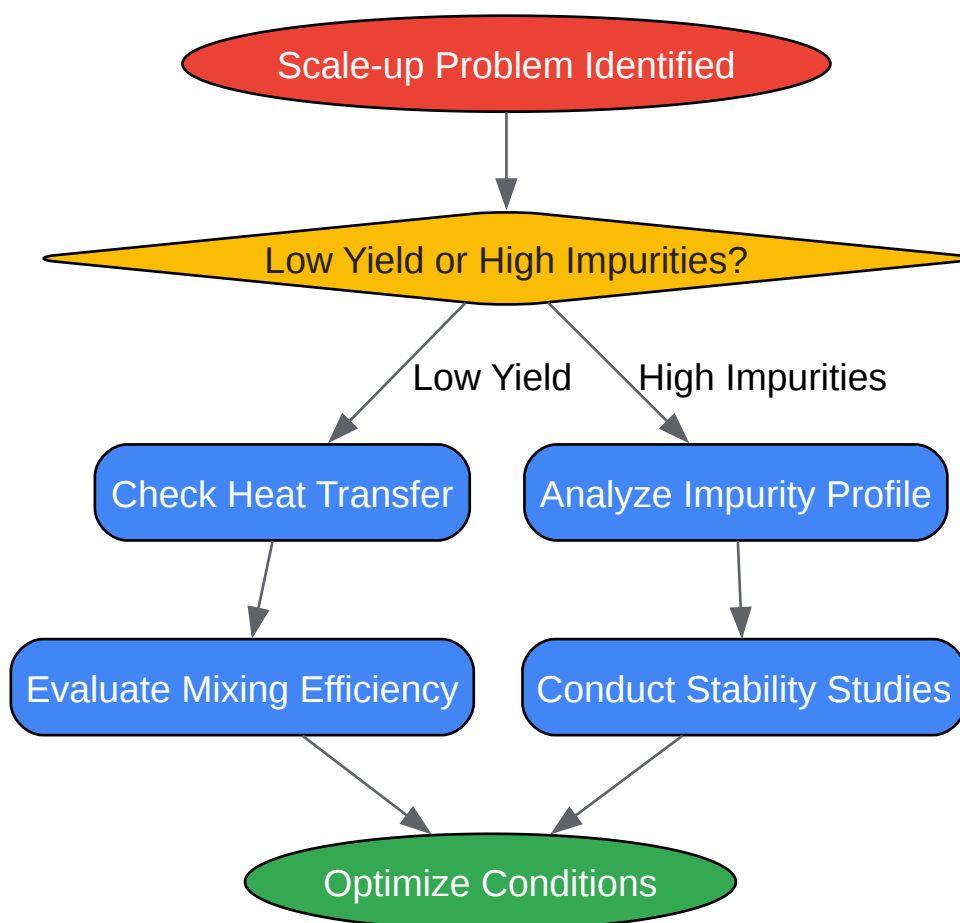 Scale-up Problem Identified
Low Yield or High Impurities?
Low Yield
High Impurities
Check Heat Transfer
Analyze Impurity Profile
Evaluate Mixing Efficiency
Conduct Stability Studies
Optimize Conditions